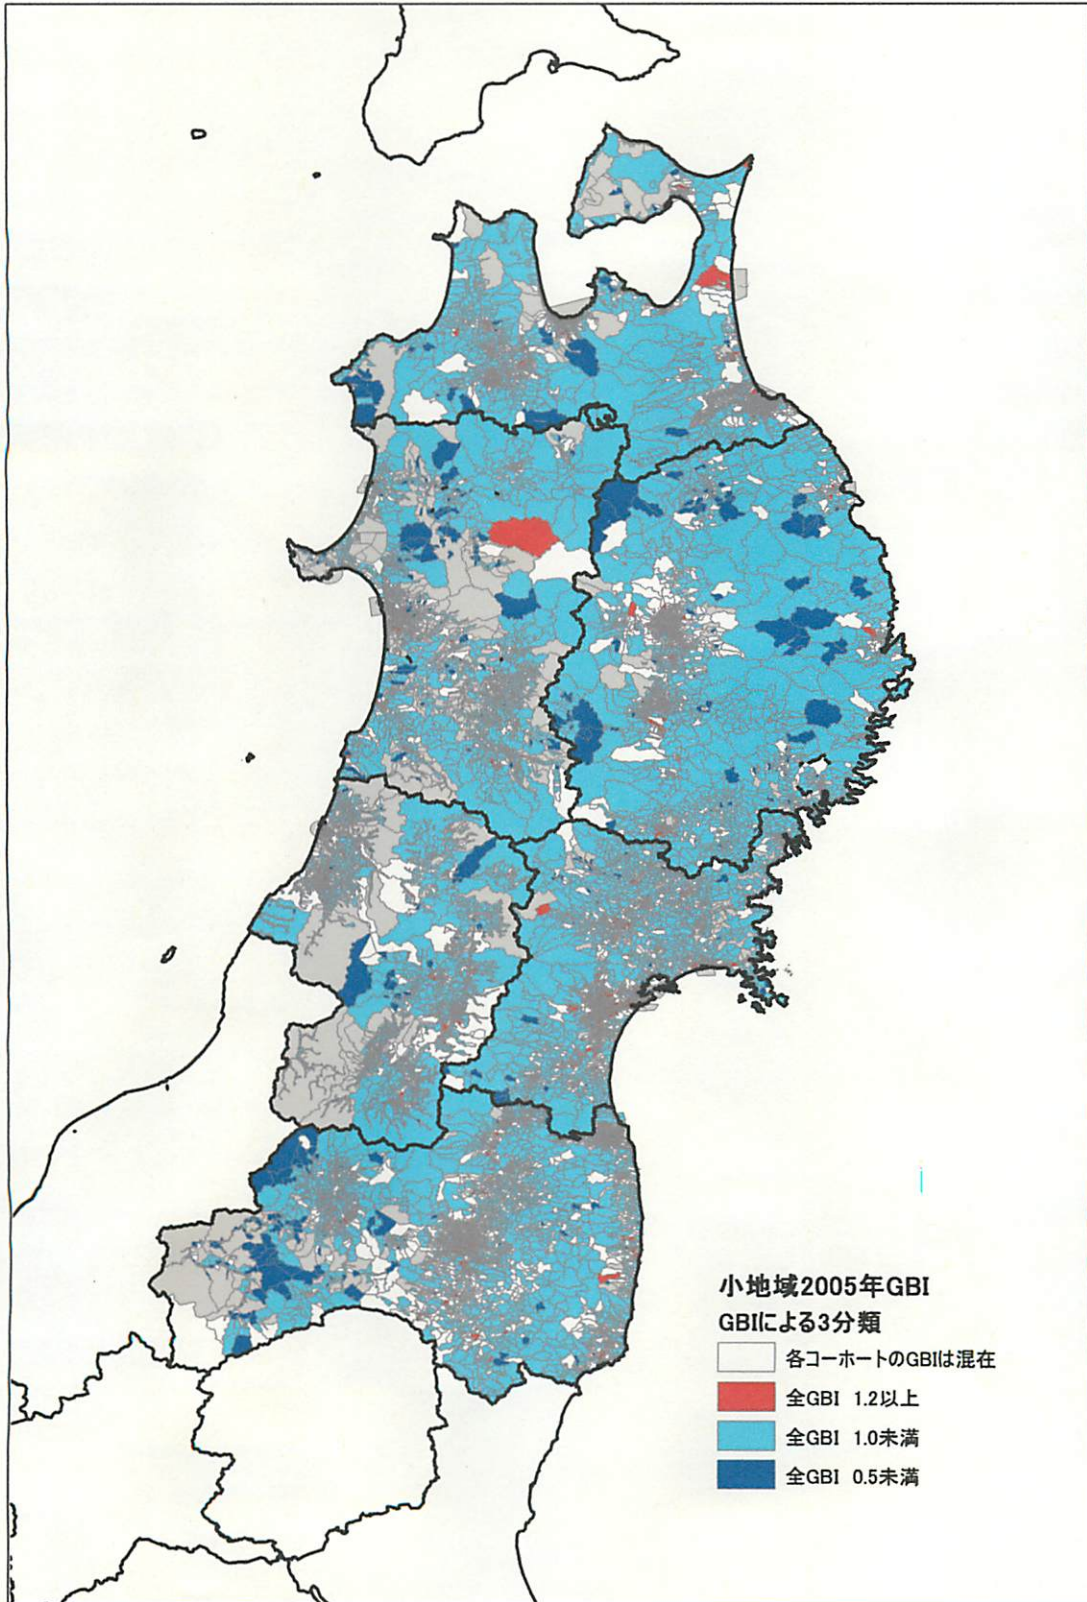 小地域2005年GBI
GBIによる3分類
各コーホートのGBIは混在
全GBI 1.2以上
全GBI 1.0未満
全GBI 0.5未満